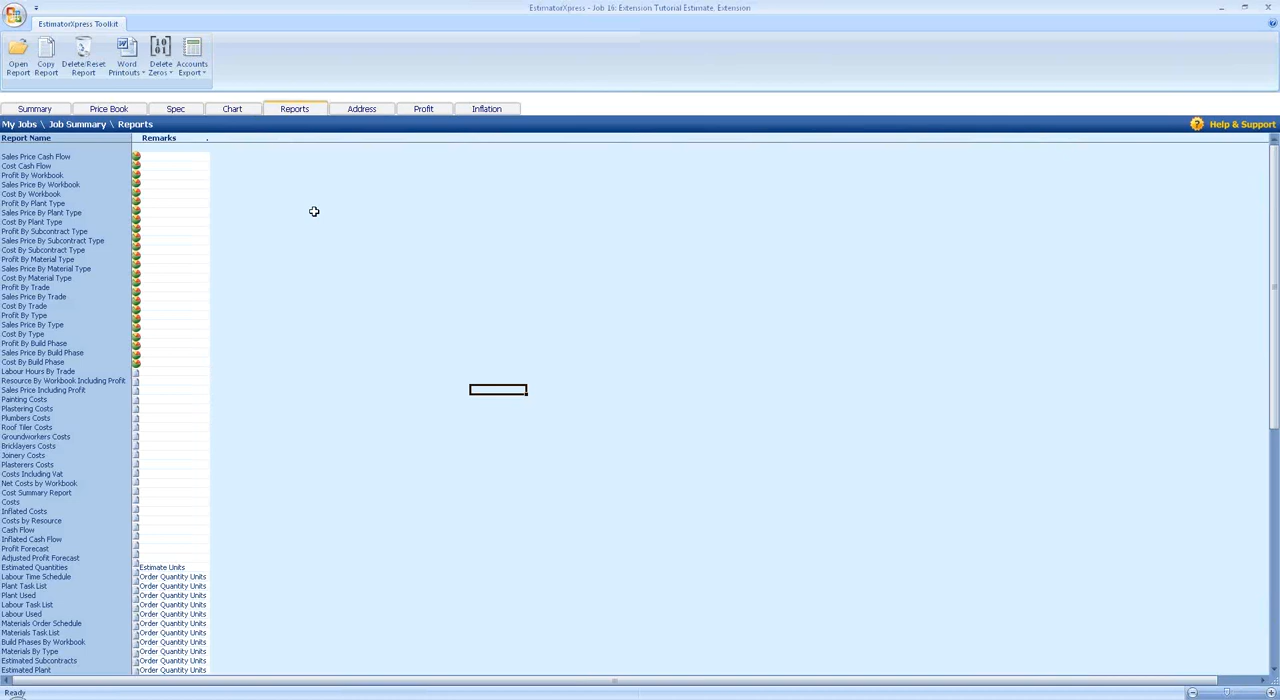 EstimatorXpress - Job 16: Extension Tutorial Estimate, Extension
EstimatorXpress Toolkit
Open Report
Copy Report
Delete/Reset Report
Word Printouts
Delete Zeros
Accounts Export
Summary
Price Book
Spec
Chart
Reports
Address
Profit
Inflation
My Jobs \ Job Summary \ Reports
Help & Support
Report Name
Remarks .
Sales Price Cash Flow
Cost Cash Flow
Profit By Workbook
Sales Price By Workbook
Cost By Workbook
Profit By Plant Type
Sales Price By Plant Type
Cost By Plant Type
Profit By Subcontract Type
Sales Price By Subcontract Type
Cost By Subcontract Type
Profit By Material Type
Sales Price By Material Type
Cost By Material Type
Profit By Trade
Sales Price By Trade
Cost By Trade
Profit By Type
Sales Price By Type
Cost By Type
Profit By Build Phase
Sales Price By Build Phase
Cost By Build Phase
Labour Hours By Trade
Resource By Workbook Including Profit
Sales Price Including Profit
Painting Costs
Plastering Costs
Plumbers Costs
Roof Tiler Costs
Groundworkers Costs
Bricklayers Costs
Joinery Costs
Plasterers Costs
Costs Including Vat
Net Costs by Workbook
Cost Summary Report
Costs
Inflated Costs
Costs by Resource
Cash Flow
Inflated Cash Flow
Profit Forecast
Adjusted Profit Forecast
Estimated Quantities Estimate Units
Labour Time Schedule Order Quantity Units
Plant Task List Order Quantity Units
Plant Used Order Quantity Units
Labour Task List Order Quantity Units
Labour Used Order Quantity Units
Materials Order Schedule Order Quantity Units
Materials Task List Order Quantity Units
Build Phases By Workbook Order Quantity Units
Materials By Type Order Quantity Units
Estimated Subcontracts Order Quantity Units
Estimated Plant Order Quantity Units
Ready